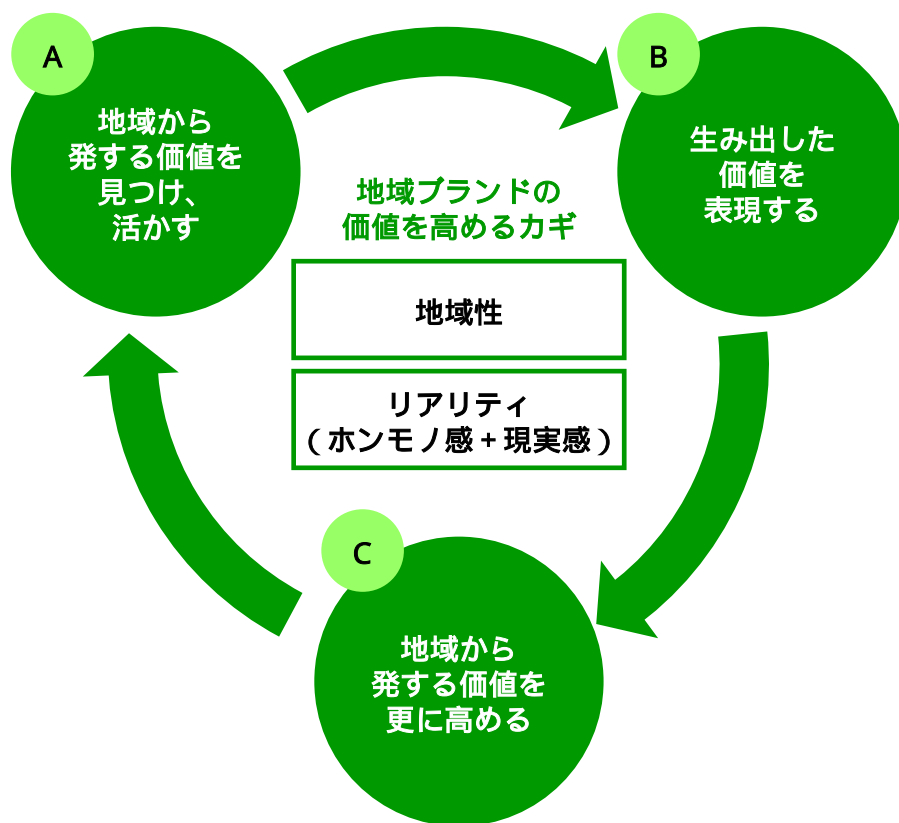 A
地域から
発する価値を
見つけ、
活かす
B
生み出した
価値を
表現する
地域ブランドの
価値を高めるカギ
地域性
リアリティ
（ホンモノ感＋現実感）
C
地域から
発する価値を
更に高める